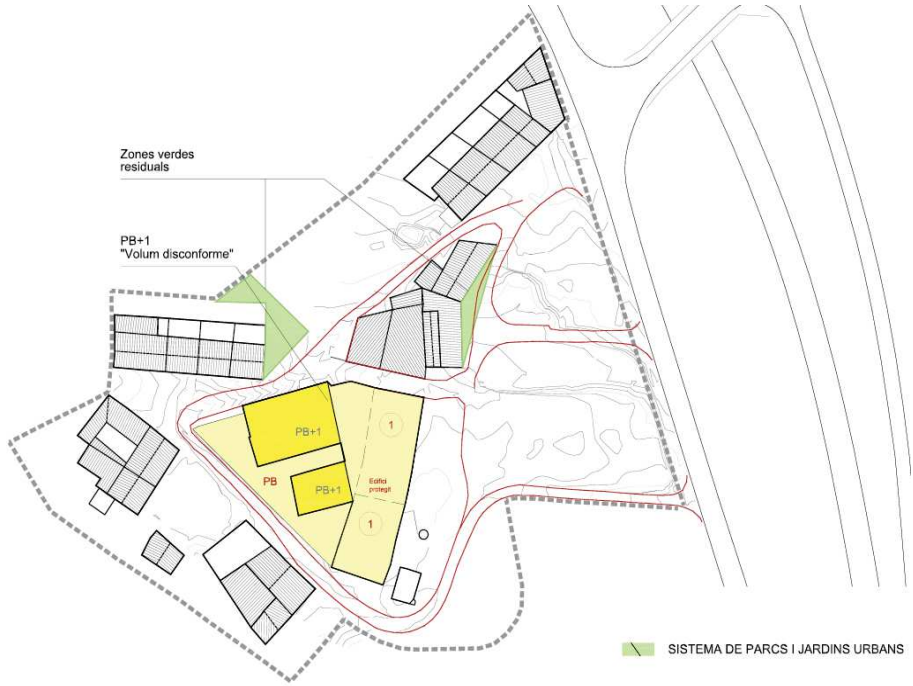 Zones verdes
residuals
PB+1
"Volum disconforme"
PB+1
1
PB
Edifici
protegit
PB+1
1
SISTEMA DE PARCS I JARDINS URBANS